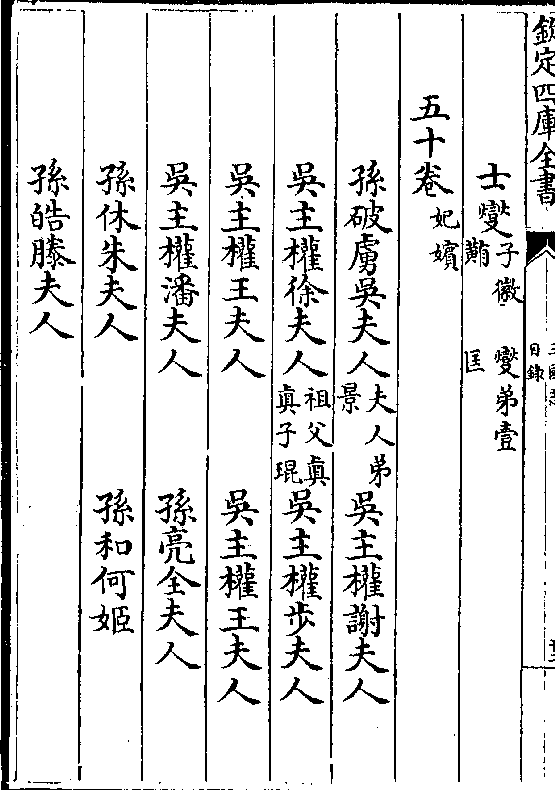 欽定四庫全書
目錄
士燮 子徽 燮弟壹 䵋 匡
五十卷 妃嬪
孫破虜吳夫人 夫人弟景 吳主權謝夫人
吳主權徐夫人 祖父真 真子琨 吳主權步夫人
吳主權王夫人 吳主權王夫人
吳主權潘夫人 孫亮全夫人
孫休朱夫人 孫和何姬
孫皓滕夫人